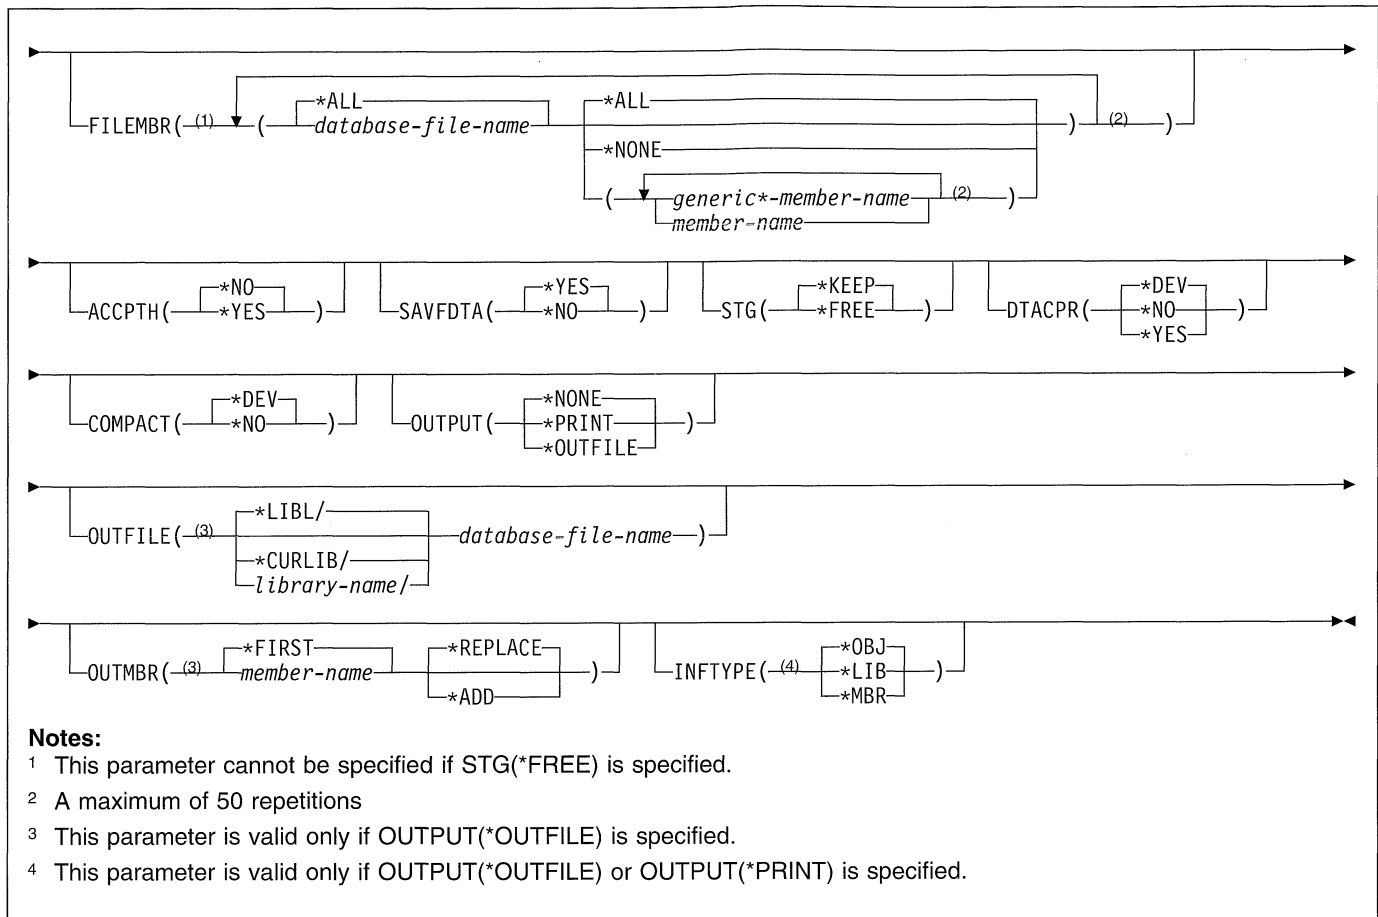 *ALL *ALL
FILEMBR( (1) ( database-file-name ) (2) )
*NONE
( generic*-member-name (2) )
member-name
*NO *YES *KEEP *DEV
ACCPTH( *YES ) SAVFDTA( *NO ) STG( *FREE ) DTACPR( *NO )
*YES
*DEV *NONE
COMPACT( *NO ) OUTPUT( *PRINT )
*OUTFILE
*LIBL/
OUTFILE( (3) database-file-name )
*CURLIB/
library-name/
*FIRST *REPLACE *OBJ
OUTMBR( (3) member-name ) INFTYPE( (4) *LIB )
*ADD *MBR
Notes:
1 This parameter cannot be specified if STG(*FREE) is specified.
2 A maximum of 50 repetitions
3 This parameter is valid only if OUTPUT(*OUTFILE) is specified.
4 This parameter is valid only if OUTPUT(*OUTFILE) or OUTPUT(*PRINT) is specified.